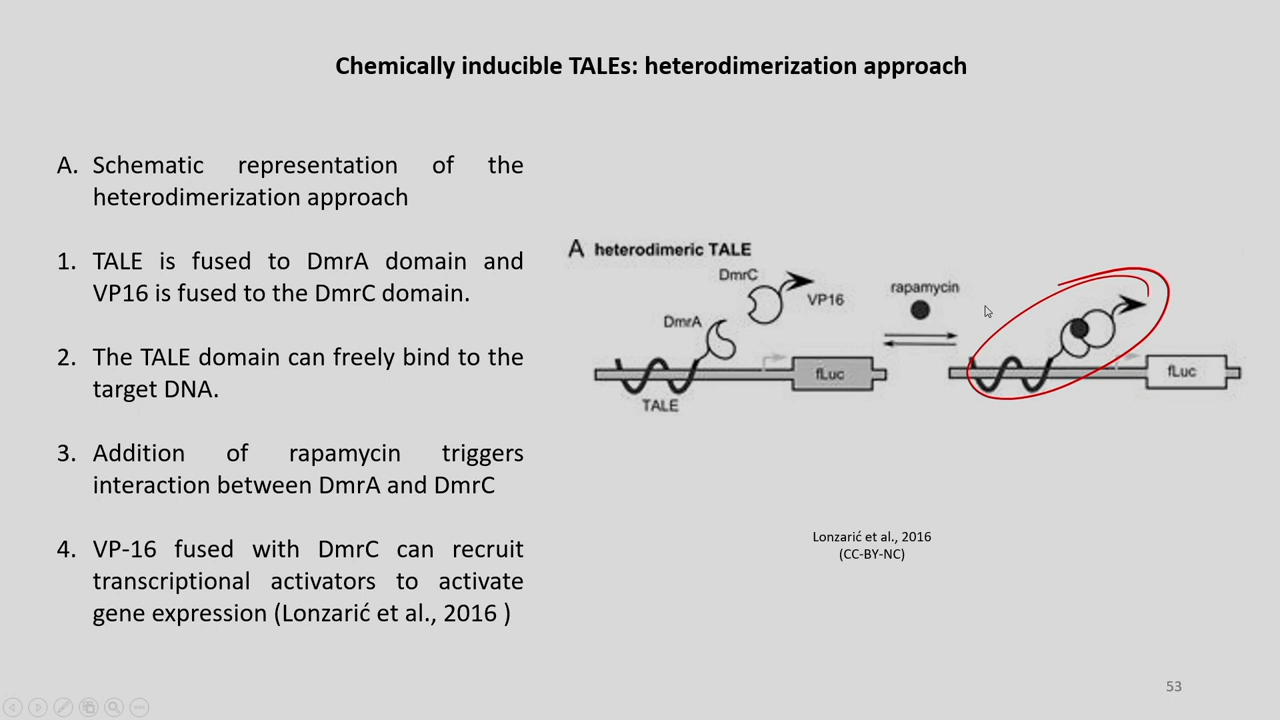 Chemically inducible TALEs: heterodimerization approach
A. Schematic representation of the
heterodimerization approach
1. TALE is fused to DmrA domain and
VP16 is fused to the DmrC domain.
2. The TALE domain can freely bind to the
target DNA.
3. Addition of rapamycin triggers
interaction between DmrA and DmrC
4. VP-16 fused with DmrC can recruit
transcriptional activators to activate
gene expression (Lonzarić et al., 2016 )
A heterodimeric TALE
DmrC
VP16
DmrA
fLuc
TALE
rapamycin
fLuc
Lonzarić et al., 2016
(CC-BY-NC)
53